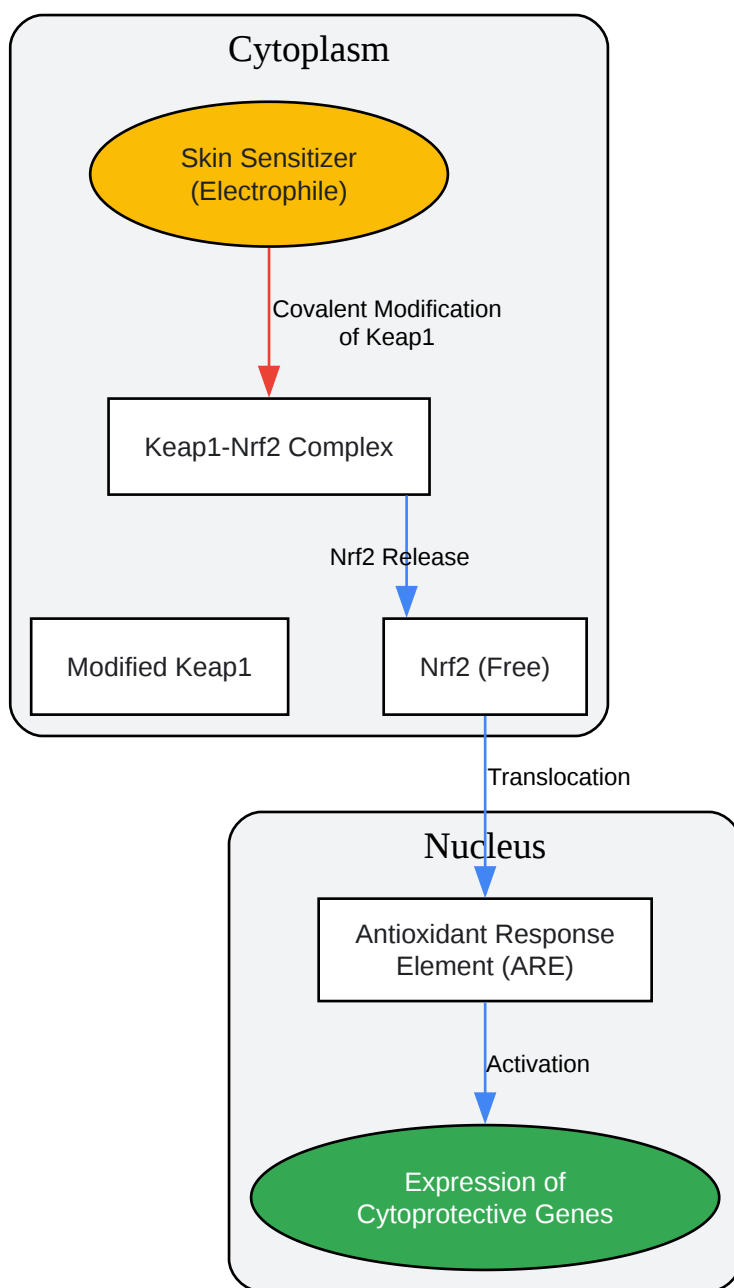 Cytoplasm
Skin Sensitizer
(Electrophile)
Covalent Modification
of Keap1
Keap1-Nrf2 Complex
Nrf2 Release
Modified Keap1
Nrf2 (Free)
Translocation
Nucleus
Antioxidant Response
Element (ARE)
Activation
Expression of
Cytoprotective Genes